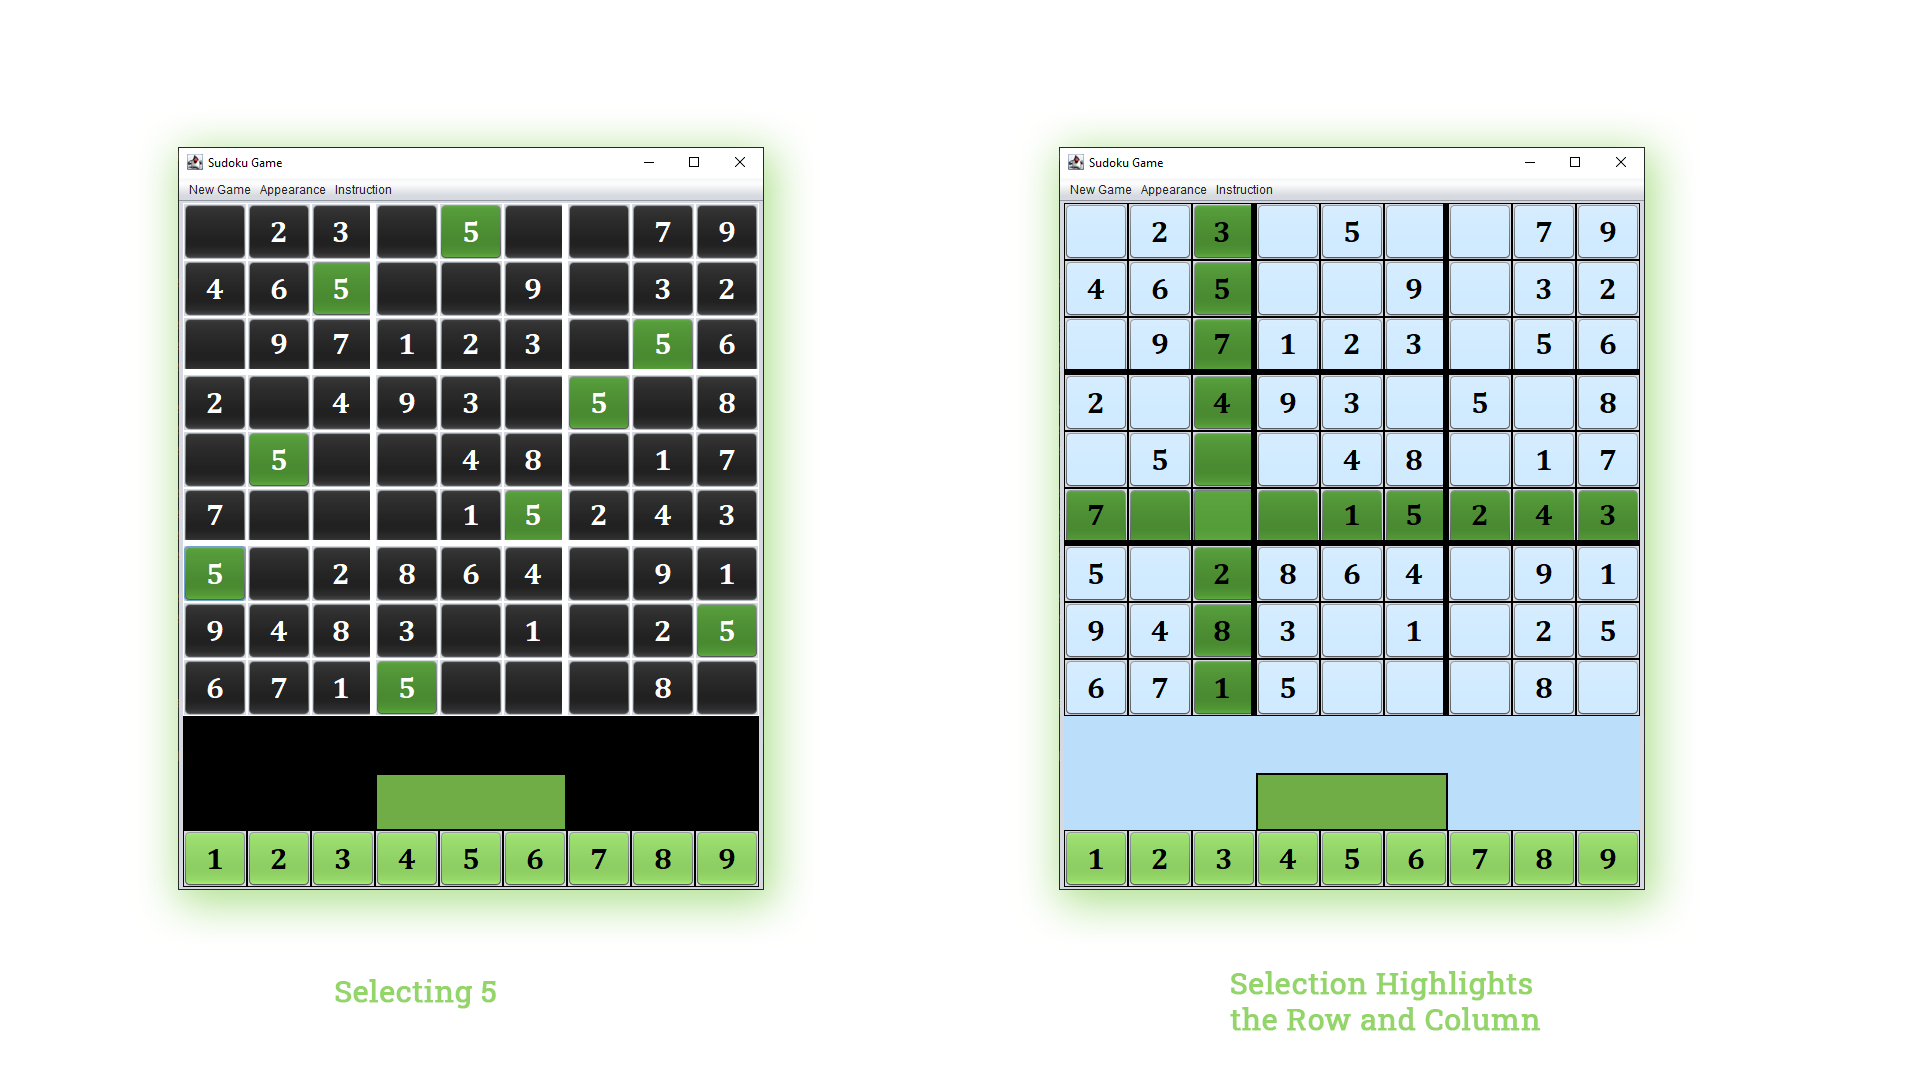 Sudoku Game
New Game Appearance Instruction
2 3 5 7 9
4 6 5 9 3 2
9 7 1 2 3 5 6
2 4 9 3 5 8
5 4 8 1 7
7 1 5 2 4 3
5 2 8 6 4 9 1
9 4 8 3 1 2 5
6 7 1 5 8
1 2 3 4 5 6 7 8 9
Selecting 5
Sudoku Game
New Game Appearance Instruction
2 3 5 7 9
4 6 5 9 3 2
9 7 1 2 3 5 6
2 4 9 3 5 8
5 4 8 1 7
7 1 5 2 4 3
5 2 8 6 4 9 1
9 4 8 3 1 2 5
6 7 1 5 8
1 2 3 4 5 6 7 8 9
Selection Highlights
the Row and Column